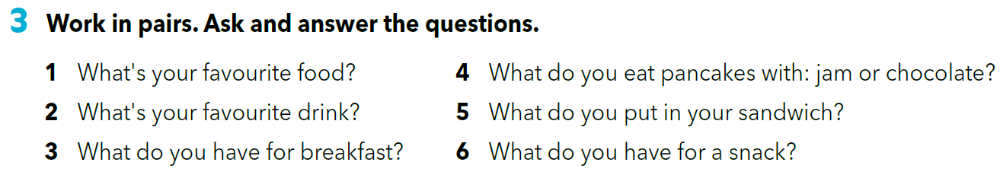 3 Work in pairs. Ask and answer the questions.
1 What's your favourite food?
2 What's your favourite drink?
3 What do you have for breakfast?
4 What do you eat pancakes with: jam or chocolate?
5 What do you put in your sandwich?
6 What do you have for a snack?